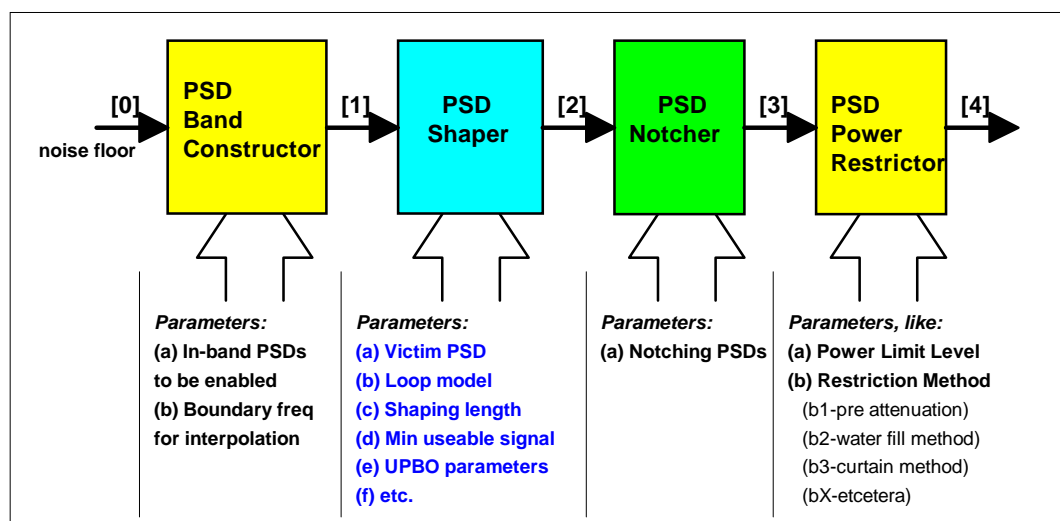 [0]
PSD
Band
Constructor
[1]
PSD
Shaper
[2]
PSD
Notcher
[3]
PSD
Power
Restrictor
[4]
noise floor
Parameters:
(a) In-band PSDs
to be enabled
(b) Boundary freq
for interpolation
Parameters:
(a) Victim PSD
(b) Loop model
(c) Shaping length
(d) Min useable signal
(e) UPBO parameters
(f) etc.
Parameters:
(a) Notching PSDs
Parameters, like:
(a) Power Limit Level
(b) Restriction Method
(b1-pre attenuation)
(b2-water fill method)
(b3-curtain method)
(bX-etcetera)